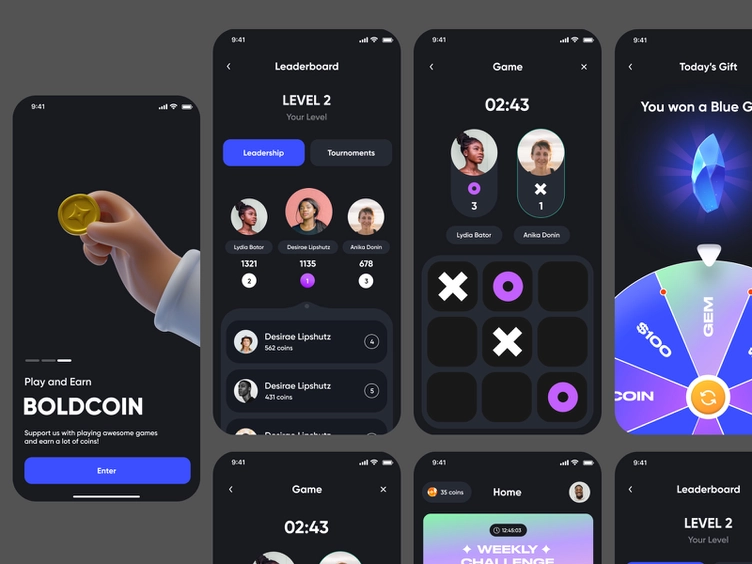 9:41
Play and Earn
BOLDCOIN
Support us with playing awesome games
and earn a lot of coins!
Enter
9:41
Leaderboard
LEVEL 2
Your Level
Leadership
Tournoments
Lydia Bator
Desirae Lipshutz
Anika Donin
1321
1135
678
2
1
3
Desirae Lipshutz
562 coins
4
Desirae Lipshutz
431 coins
5
Desirae Lipshutz
9:41
Game
02:43
3
1
Lydia Bator
Anika Donin
9:41
Today's Gift
You won a Blue G
$100
GEM
COIN
9:41
Game
02:43
9:41
35 coins
Home
12:45:03
WEEKLY
CHALLENGE
9:41
Leaderboard
LEVEL 2
Your Level